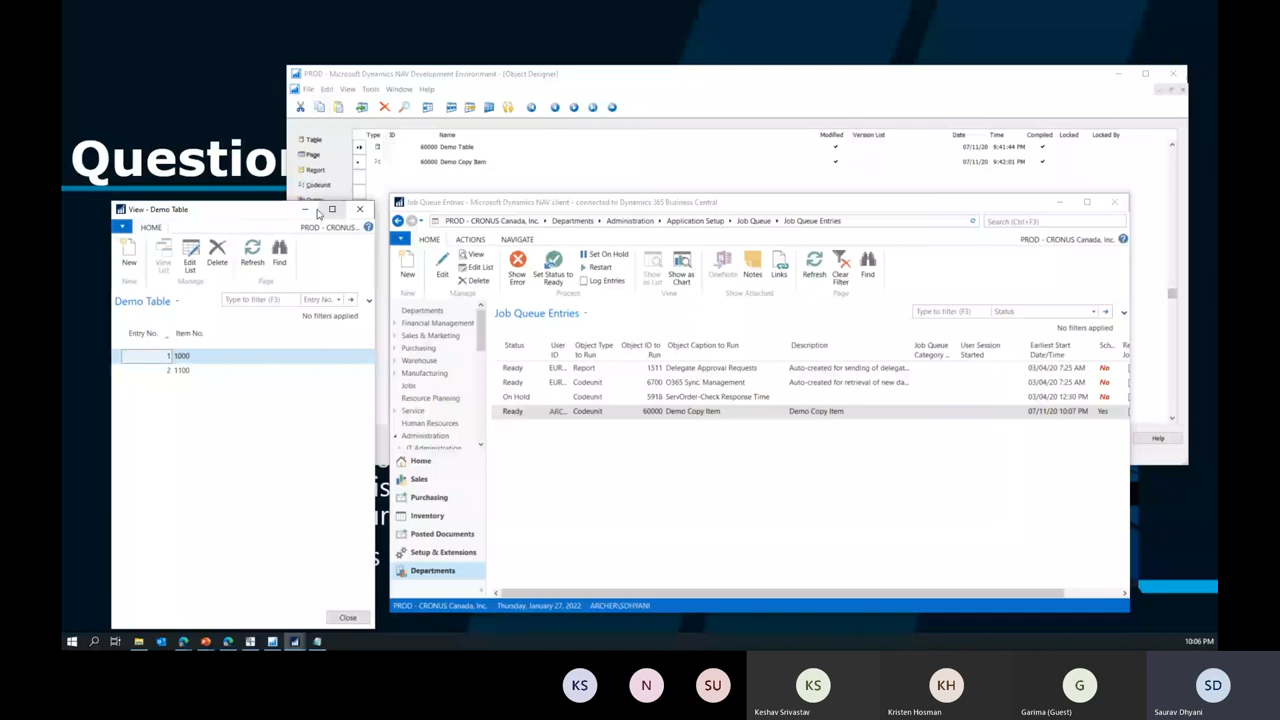 PROD - Microsoft Dynamics NAV Development Environment - [Object Designer]
File Edit View Tools Window Help
Table
Page
Report
Codeunit
Type ID Name Modified Version List Date Time Compiled Locked Locked By
60000 Demo Table 07/11/20 9:41:44 PM
60000 Demo Copy Item 07/11/20 9:42:01 PM
Help
Question
View - Demo Table
HOME PROD - CRONUS...
New View List Edit List Delete Refresh Find
New Manage Page
Demo Table Type to filter (F3) Entry No.
No filters applied
Entry No. Item No.
1 1000
2 1100
Close
Job Queue Entries - Microsoft Dynamics NAV client - connected to Dynamics 365 Business Central
PROD - CRONUS Canada, Inc. Departments Administration Application Setup Job Queue Job Queue Entries Search (Ctrl+F3)
HOME ACTIONS NAVIGATE PROD - CRONUS Canada, Inc.
New Edit View Edit List Delete Show Error Set Status to Ready Set On Hold Restart Log Entries Show as List Show as Chart OneNote Notes Links Refresh Clear Filter Find
New Manage Process View Show Attached Page
Departments
Financial Management
Sales & Marketing
Purchasing
Warehouse
Manufacturing
Jobs
Resource Planning
Service
Human Resources
Administration
IT Administration
Home
Sales
Purchasing
Inventory
Posted Documents
Setup & Extensions
Departments
Job Queue Entries Type to filter (F3) Status
No filters applied
Status User ID Object Type to Run Object ID to Run Object Caption to Run Description Job Queue Category... User Session Started Earliest Start Date/Time Sch... Re
Ready EUR... Report 1511 Delegate Approval Requests Auto-created for sending of delegat... 03/04/20 7:25 AM No
Ready EUR... Codeunit 6700 O365 Sync. Management Auto-created for retrieval of new da... 03/04/20 7:25 AM No
On Hold Codeunit 5918 ServOrder-Check Response Time 03/04/20 12:30 PM No
Ready ARC... Codeunit 60000 Demo Copy Item Demo Copy Item 07/11/20 10:07 PM Yes
PROD - CRONUS Canada, Inc. Thursday, January 27, 2022 ARCHER\SDHYANI
10:06 PM
KS N SU KS KH G SD
Keshav Srivastav Kristen Hosman Garima (Guest) Saurav Dhyani